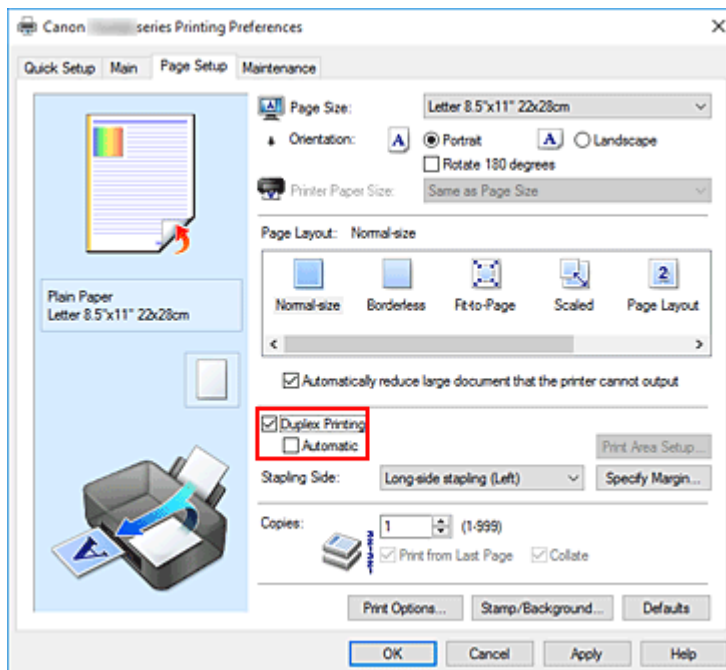 Canon series Printing Preferences
Quick Setup Main Page Setup Maintenance
Page Size: Letter 8.5"x11" 22x28cm
Orientation: A Portrait A Landscape
Rotate 180 degrees
Printer Paper Size: Same as Page Size
Page Layout: Normal-size
2
Normal-size Borderless Fit-to-Page Scaled Page Layout
Plain Paper
Letter 8.5"x11" 22x28cm
Automatically reduce large document that the printer cannot output
Duplex Printing
Automatic
Print Area Setup...
Stapling Side: Long-side stapling (Left) Specify Margin...
Copies: 1 (1-999)
Print from Last Page Collate
A
Print Options... Stamp/Background... Defaults
OK Cancel Apply Help